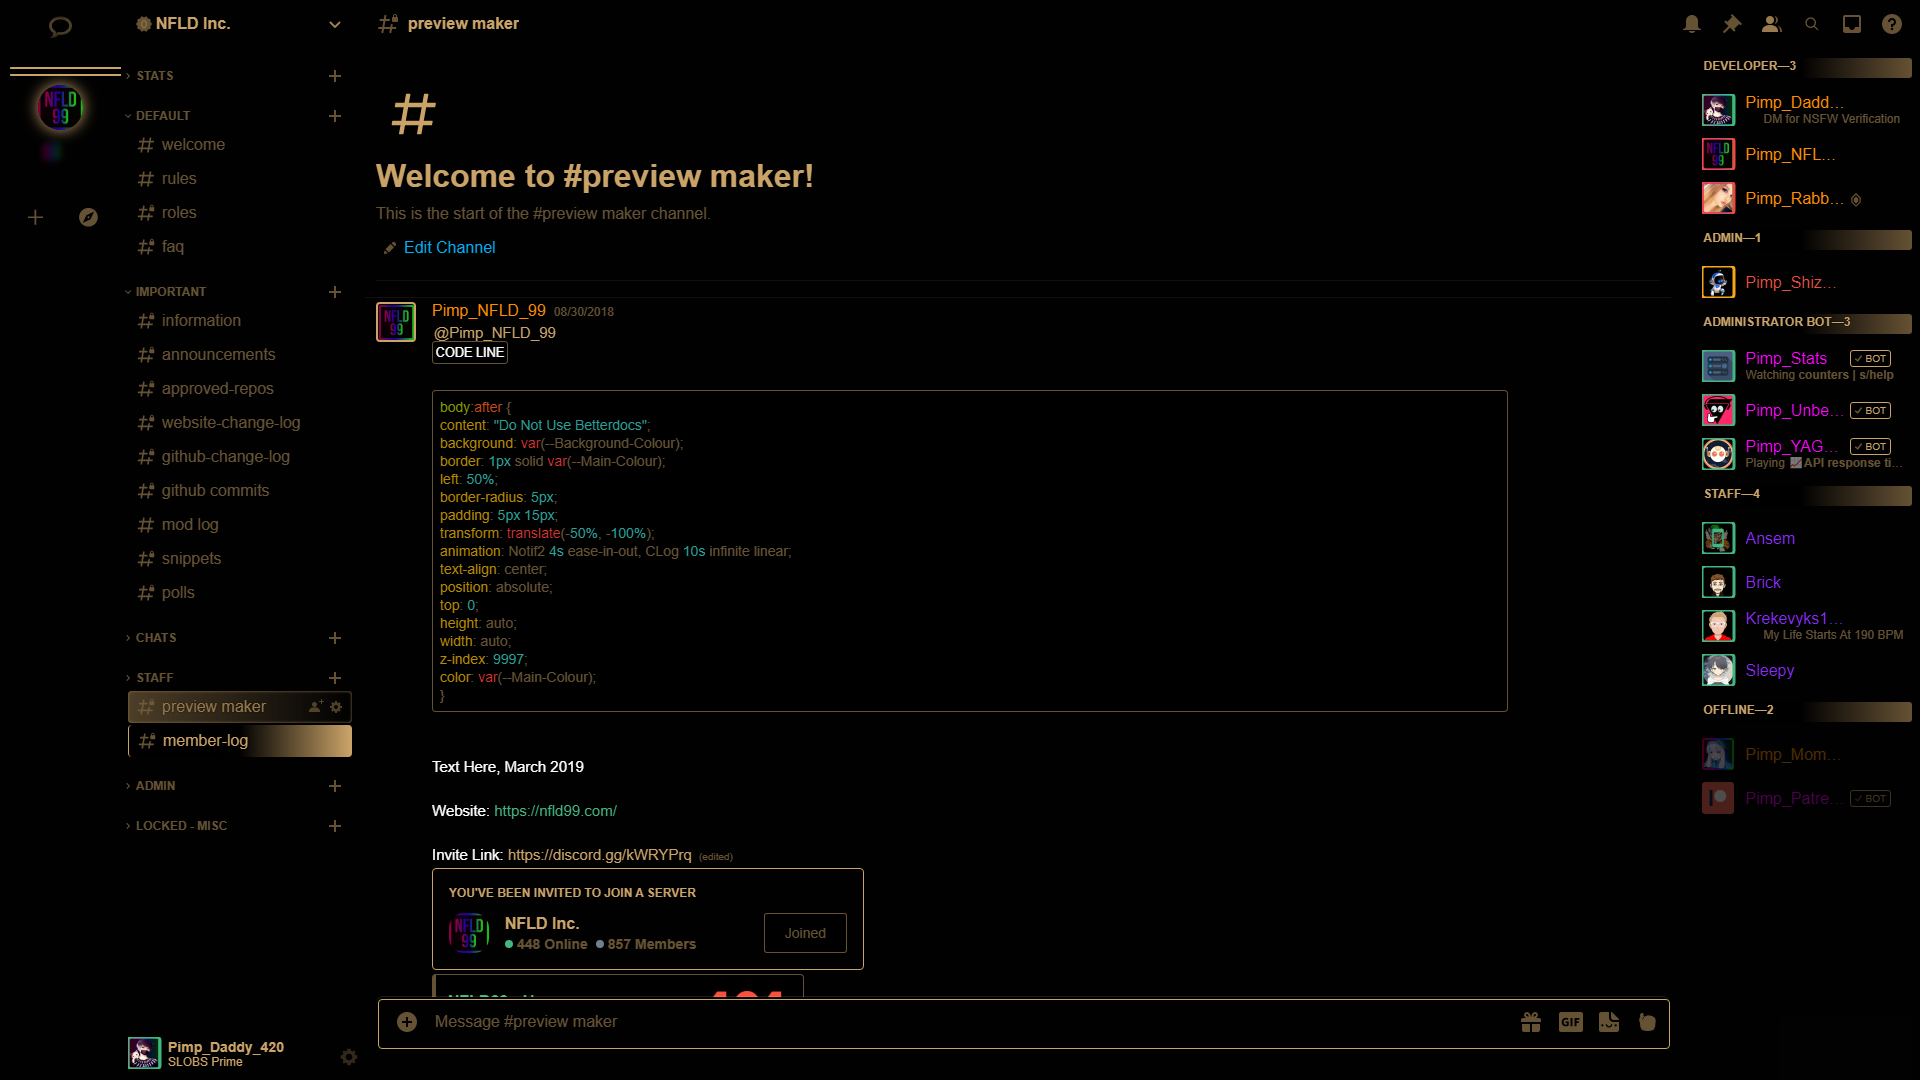 NFLD Inc.
STATS
NFLD
99
DEFAULT
welcome
rules
roles
faq
IMPORTANT
information
announcements
approved-repos
website-change-log
github-change-log
github commits
mod log
snippets
polls
CHATS
STAFF
preview maker
member-log
ADMIN
LOCKED - MISC
Pimp_Daddy_420
SLOBS Prime
preview maker
#
Welcome to #preview maker!
This is the start of the #preview maker channel.
Edit Channel
NFLD
99
Pimp_NFLD_99 08/30/2018
@Pimp_NFLD_99
CODE LINE
body:after {
content: "Do Not Use Betterdocs";
background: var(--Background-Colour);
border: 1px solid var(--Main-Colour);
left: 50%;
border-radius: 5px;
padding: 5px 15px;
transform: translate(-50%, -100%);
animation: Notif2 4s ease-in-out, CLog 10s infinite linear;
text-align: center;
position: absolute;
top: 0;
height: auto;
width: auto;
z-index: 9997;
color: var(--Main-Colour);
}
Text Here, March 2019
Website: https://nfld99.com/
Invite Link: https://discord.gg/kWRYPrq (edited)
YOU'VE BEEN INVITED TO JOIN A SERVER
NFLD
99
NFLD Inc.
448 Online 857 Members
Joined
Message #preview maker
GIF
DEVELOPER—3
Pimp_Dadd...
DM for NSFW Verification
NFLD
99
Pimp_NFL...
Pimp_Rabb...
ADMIN—1
Pimp_Shiz...
ADMINISTRATOR BOT—3
Pimp_Stats ✓ BOT
Watching counters | s/help
Pimp_Unbe... ✓ BOT
Pimp_YAG... ✓ BOT
Playing 📈API response ti...
STAFF—4
Ansem
Brick
Krekevyks1...
My Life Starts At 190 BPM
Sleepy
OFFLINE—2
Pimp_Mom...
Pimp_Patre... ✓ BOT